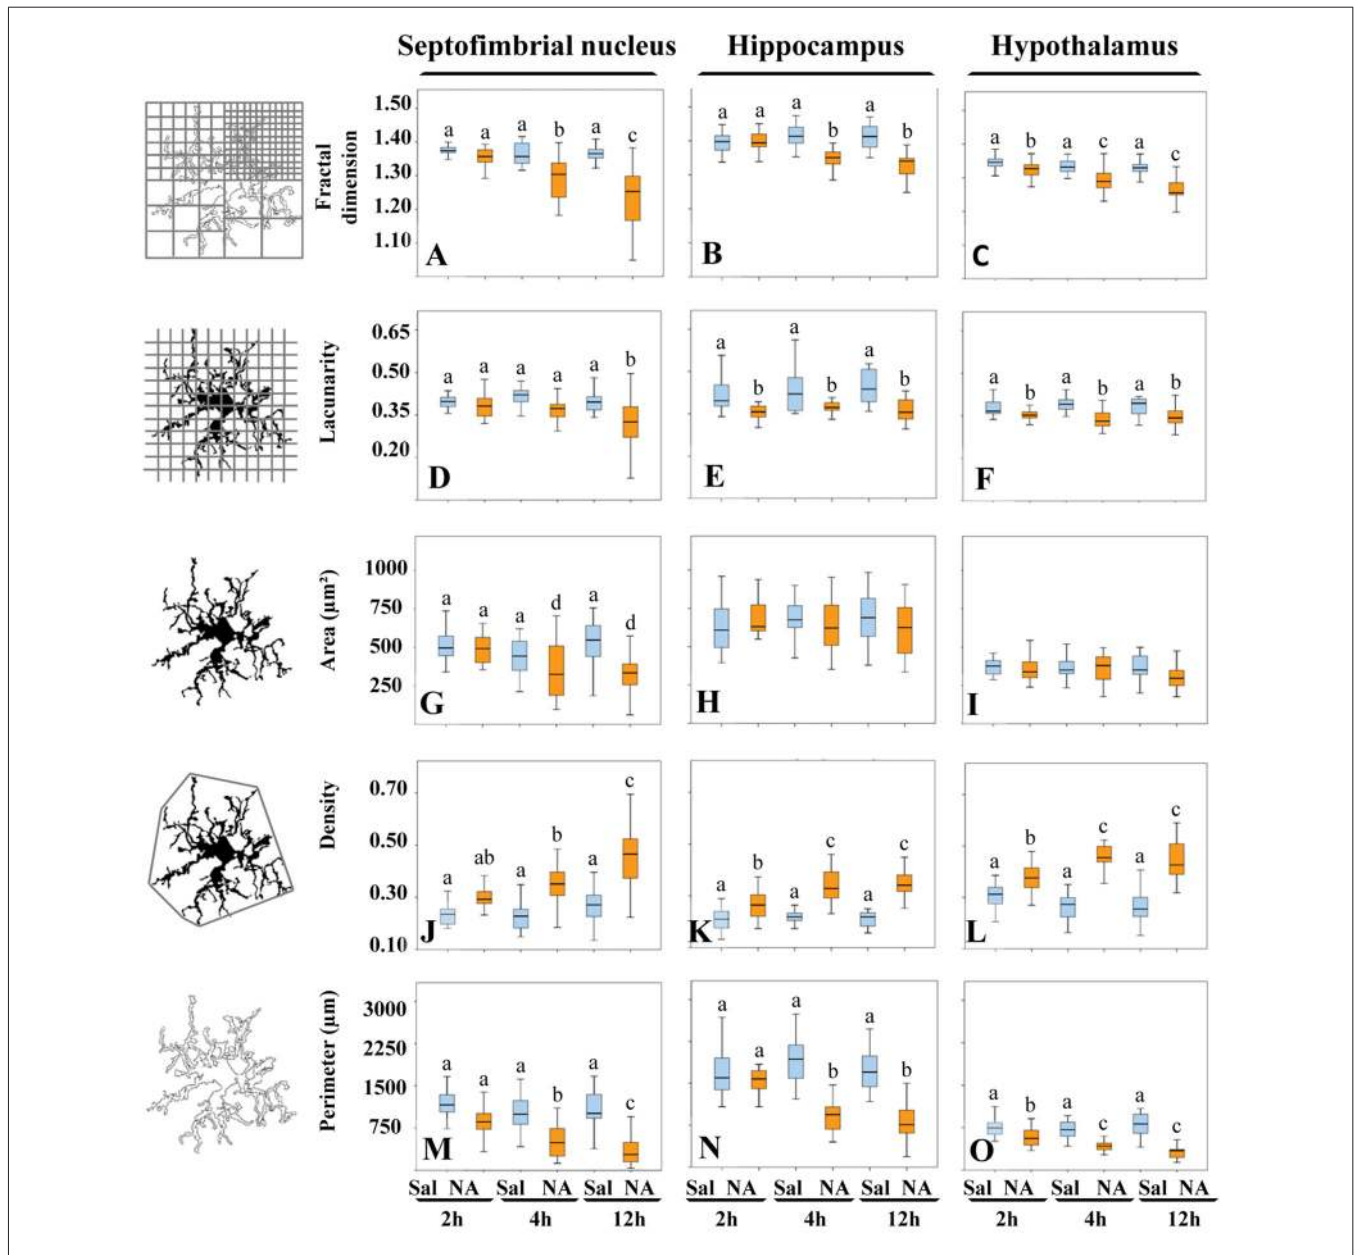 Septofimbrial nucleus Hippocampus Hypothalamus
Fractal
dimension
1.50
1.40
1.30
1.20
1.10
a a a b a c
A
a a a b a b
B
a b a c a c
C
Lacunarity
0.65
0.50
0.35
0.20
a a a a a b
D
a b a b a b
E
a b a b a b
F
Area (µm²)
1000
750
500
250
a a a d a d
G
H
I
Density
0.70
0.50
0.30
0.10
a ab a b a c
J
a b a c a c
K
a b a c a c
L
Perimeter (µm)
3000
2250
1500
750
a a a b a c
M
a a a b a b
N
a b a c a c
O
Sal NA Sal NA Sal NA Sal NA Sal NA Sal NA Sal NA Sal NA Sal NA
2h 4h 12h 2h 4h 12h 2h 4h 12h